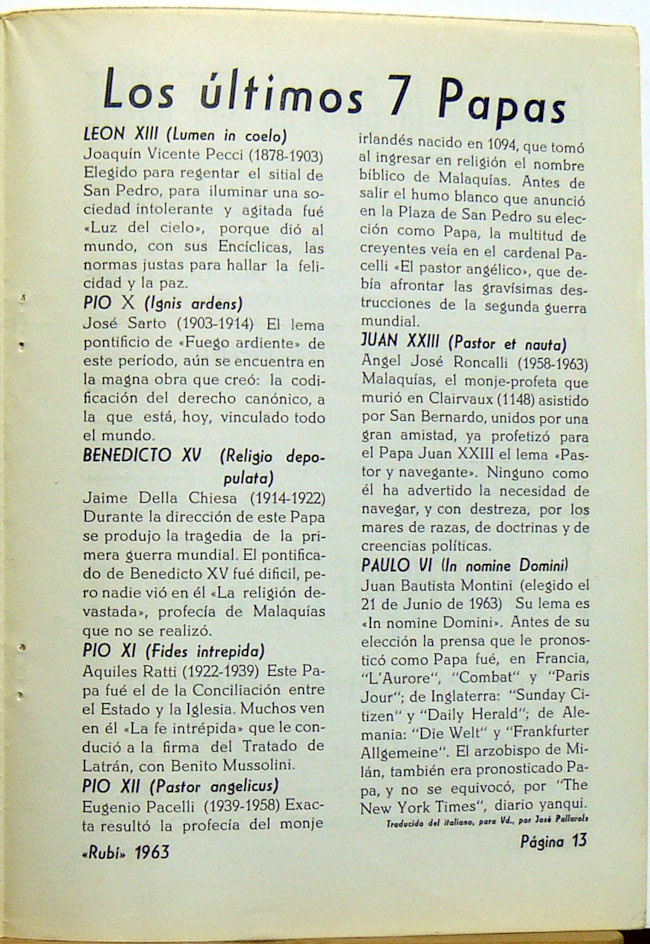 Los últimos 7 Papas
LEON XIII (Lumen in coelo)
Joaquín Vicente Pecci (1878-1903)
Elegido para regentar el sitial de
San Pedro, para iluminar una so-
ciedad intolerante y agitada fué
«Luz del cielo», porque dió al
mundo, con sus Encíclicas, las
normas justas para hallar la feli-
cidad y la paz.
PIO X (Ignis ardens)
José Sarto (1903-1914) El lema
pontificio de «Fuego ardiente» de
este período, aún se encuentra en
la magna obra que creó: la codi-
ficación del derecho canónico, a
la que está, hoy, vinculado todo
el mundo.
BENEDICTO XV (Religio depo-
pulata)
Jaime Della Chiesa (1914-1922)
Durante la dirección de este Papa
se produjo la tragedia de la pri-
mera guerra mundial. El pontifica-
do de Benedicto XV fué dificil, pe-
ro nadie vió en él «La religión de-
vastada», profecía de Malaquías
que no se realizó.
PIO XI (Fides intrepida)
Aquiles Ratti (1922-1939) Este Pa-
pa fué el de la Conciliación entre
el Estado y la Iglesia. Muchos ven
en él «La fe intrépida» que le con-
dució a la firma del Tratado de
Latrán, con Benito Mussolini.
PIO XII (Pastor angelicus)
Eugenio Pacelli (1939-1958) Exac-
ta resultó la profecía del monje
«Rubí» 1963
irlandés nacido en 1094, que tomó
al ingresar en religión el nombre
bíblico de Malaquías. Antes de
salir el humo blanco que anunció
en la Plaza de San Pedro su elec-
ción como Papa, la multitud de
creyentes veía en el cardenal Pa-
celli «El pastor angélico», que de-
bía afrontar las gravísimas des-
trucciones de la segunda guerra
mundial.
JUAN XXIII (Pastor et nauta)
Angel José Roncalli (1958-1963)
Malaquías, el monje-profeta que
murió en Clairvaux (1148) asistido
por San Bernardo, unidos por una
gran amistad, ya profetizó para
el Papa Juan XXIII el lema «Pas-
tor y navegante». Ninguno como
él ha advertido la necesidad de
navegar, y con destreza, por los
mares de razas, de doctrinas y de
creencias políticas.
PAULO VI (In nomine Domini)
Juan Bautista Montini (elegido el
21 de Junio de 1963) Su lema es
«In nomine Domini». Antes de su
elección la prensa que le pronos-
ticó como Papa fué, en Francia,
"L'Aurore", "Combat" y "Paris
Jour"; de Inglaterra: "Sunday Ci-
tizen" y "Daily Herald"; de Ale-
mania: "Die Welt" y "Frankfurter
Allgemeine". El arzobispo de Mi-
lán, también era pronosticado Pa-
pa, y no se equivocó, por "The
New York Times", diario yanqui.
Traducido del italiano, para Vd., por José Pallarols
Página 13